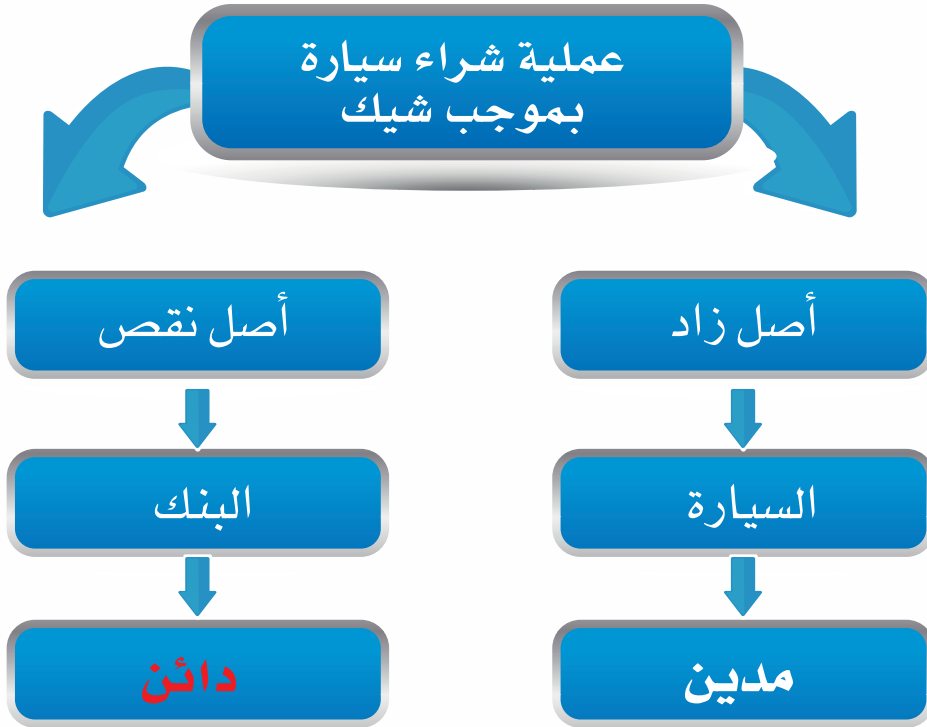 عملية شراء سيارة
بموجب شيك
أصل زاد
أصل نقص
السيارة
البنك
مدين
دائن